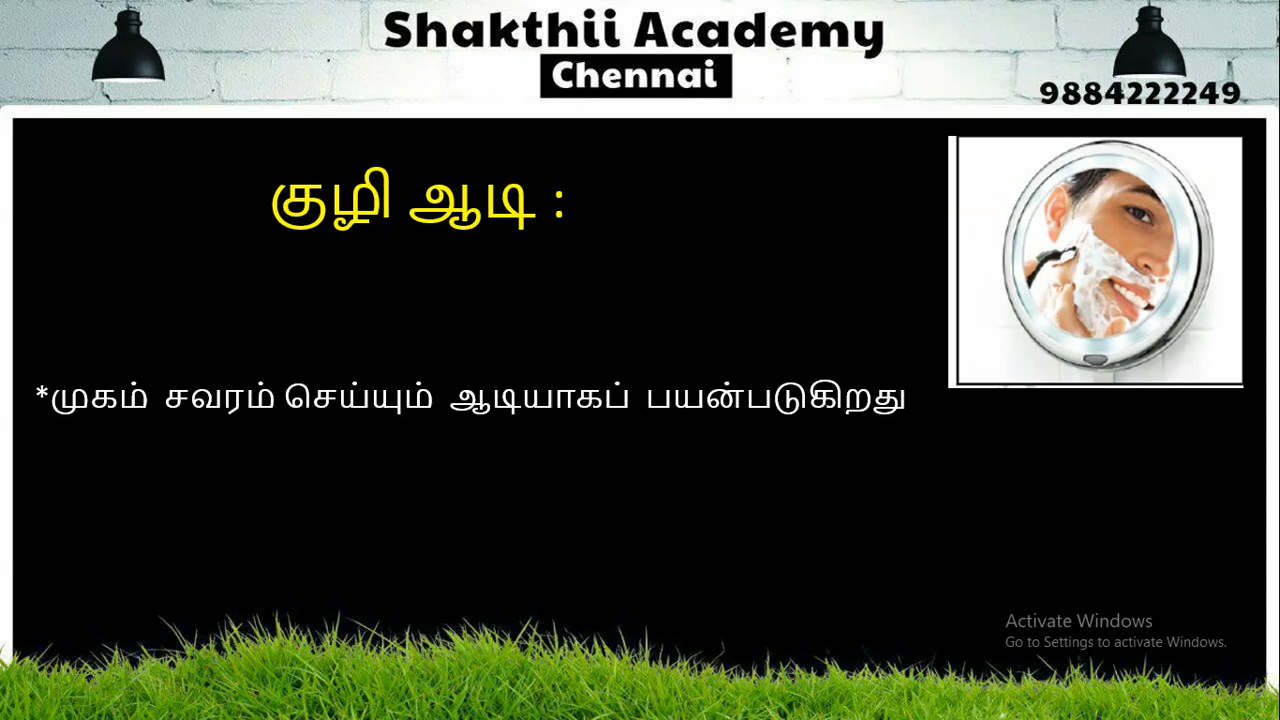 Shakthii Academy
Chennai
9884222249
குழி ஆடி :
*முகம் சவரம் செய்யும் ஆடியாகப் பயன்படுகிறது
Activate Windows
Go to Settings to activate Windows.